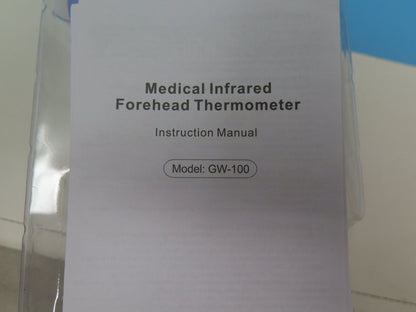 Medical Infrared
Forehead Thermometer
Instruction Manual
Model: GW-100